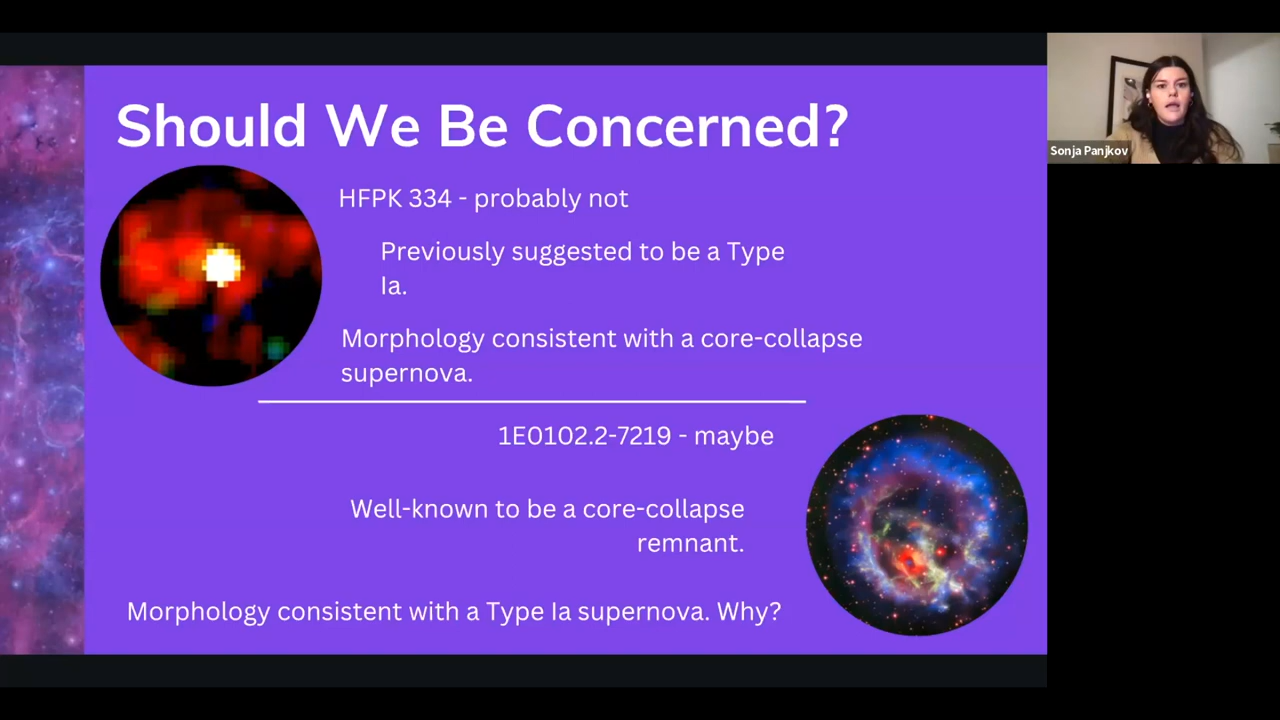 Should We Be Concerned?
HFPK 334 - probably not
Previously suggested to be a Type
Ia.
Morphology consistent with a core-collapse
supernova.
1E0102.2-7219 - maybe
Well-known to be a core-collapse
remnant.
Morphology consistent with a Type Ia supernova. Why?
Sonja Panjkov